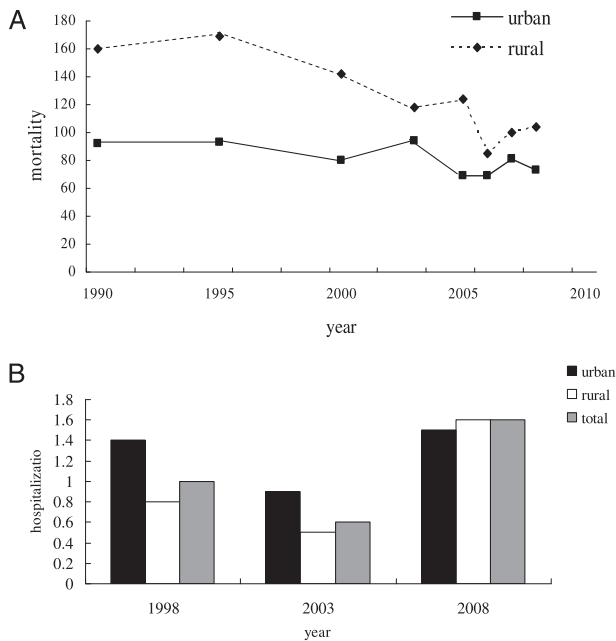 A
urban
rural
180
160
140
120
100
80
60
40
20
0
mortality
1990 1995 2000 2005 2010
year
B
urban
rural
total
1.8
1.6
1.4
1.2
1
0.8
0.6
0.4
0.2
0
hospitalizatio
1998 2003 2008
year